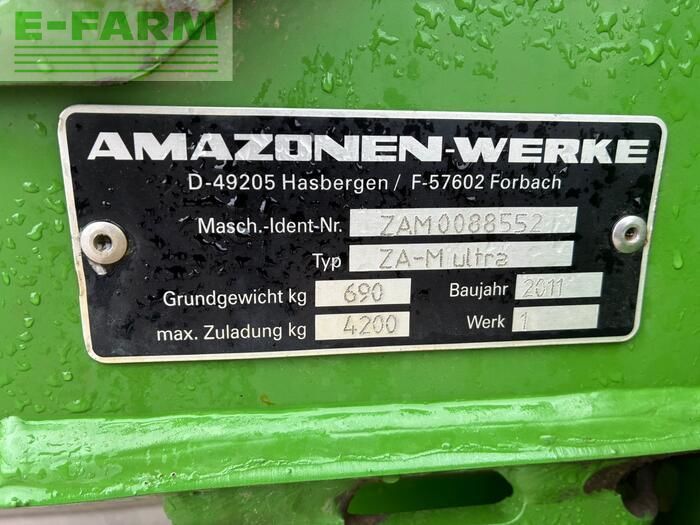 E-FARM
AMAZONEN-WERKE
D-49205 Hasbergen / F-57602 Forbach
Masch.-Ident-Nr. ZAM0088552
Typ ZA-M ultra
Grundgewicht kg 690 Baujahr 2011
max. Zuladung kg 4200 Werk 1